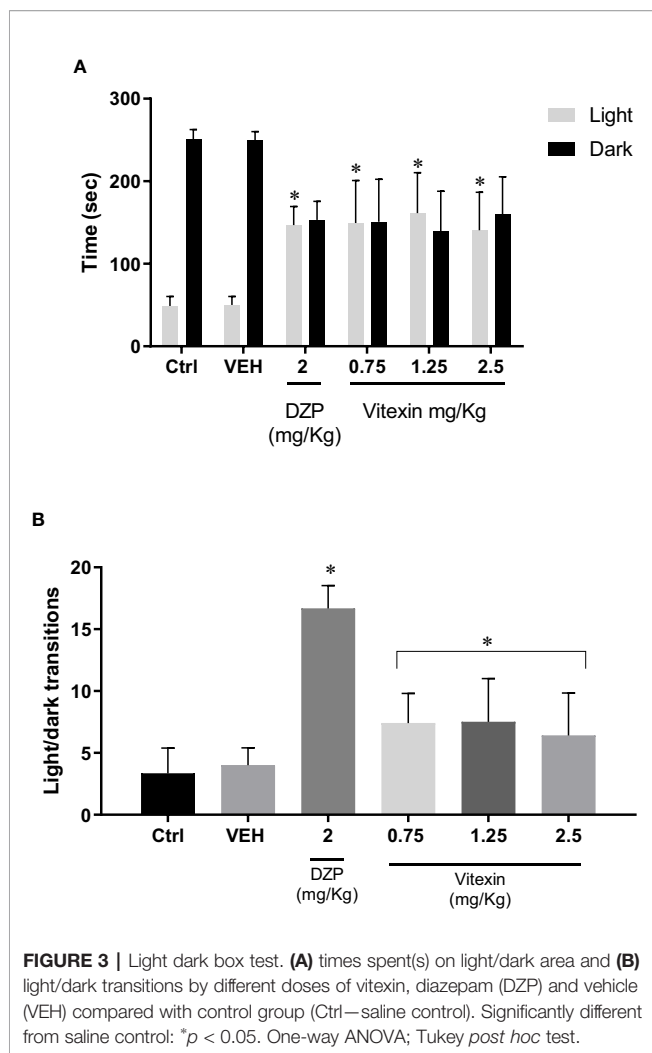 A
300
200
100
0
Time (sec)
Light
Dark
* * * *
Ctrl VEH 2 0.75 1.25 2.5
DZP Vitexin mg/Kg
(mg/Kg)
B
20
15
10
5
0
Light/dark transitions
* *
Ctrl VEH 2 0.75 1.25 2.5
DZP Vitexin
(mg/Kg) (mg/Kg)
FIGURE 3 | Light dark box test. (A) times spent(s) on light/dark area and (B)
light/dark transitions by different doses of vitexin, diazepam (DZP) and vehicle
(VEH) compared with control group (Ctrl—saline control). Significantly different
from saline control: *p < 0.05. One-way ANOVA; Tukey post hoc test.